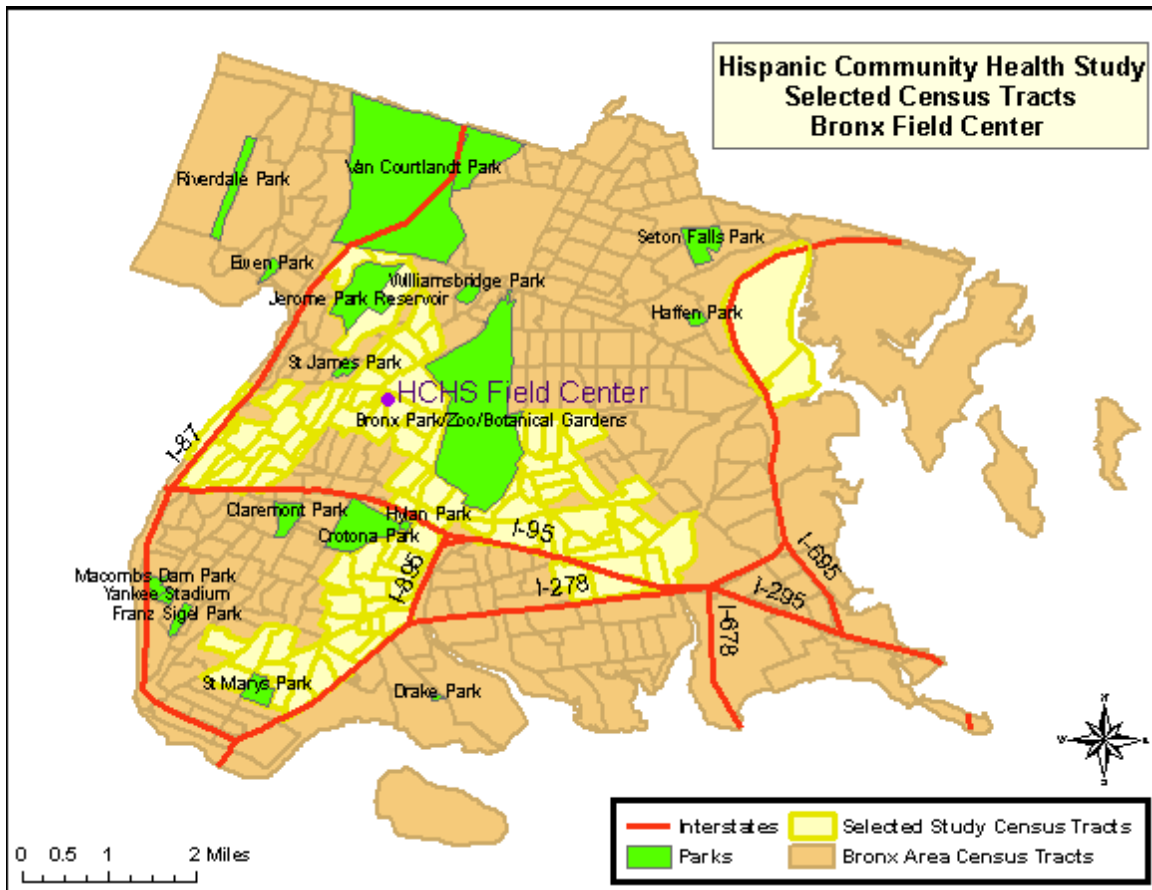 Hispanic Community Health Study
Selected Census Tracts
Bronx Field Center
Van Courtlandt Park
Riverdale Park
Seton Falls Park
Ewen Park
Williamsbridge Park
Jerome Park Reservoir
Haffen Park
St James Park
HCHS Field Center
Bronx Park/Zoo/Botanical Gardens
I-87
Claremont Park
Hylan Park
Crotona Park
I-95
I-895
I-278
I-695
I-295
I-678
Macombs Dam Park
Yankee Stadium
Franz Sigel Park
St Marys Park
Drake Park
N
W
E
S
Interstates
Selected Study Census Tracts
Parks
Bronx Area Census Tracts
0 0.5 1 2 Miles